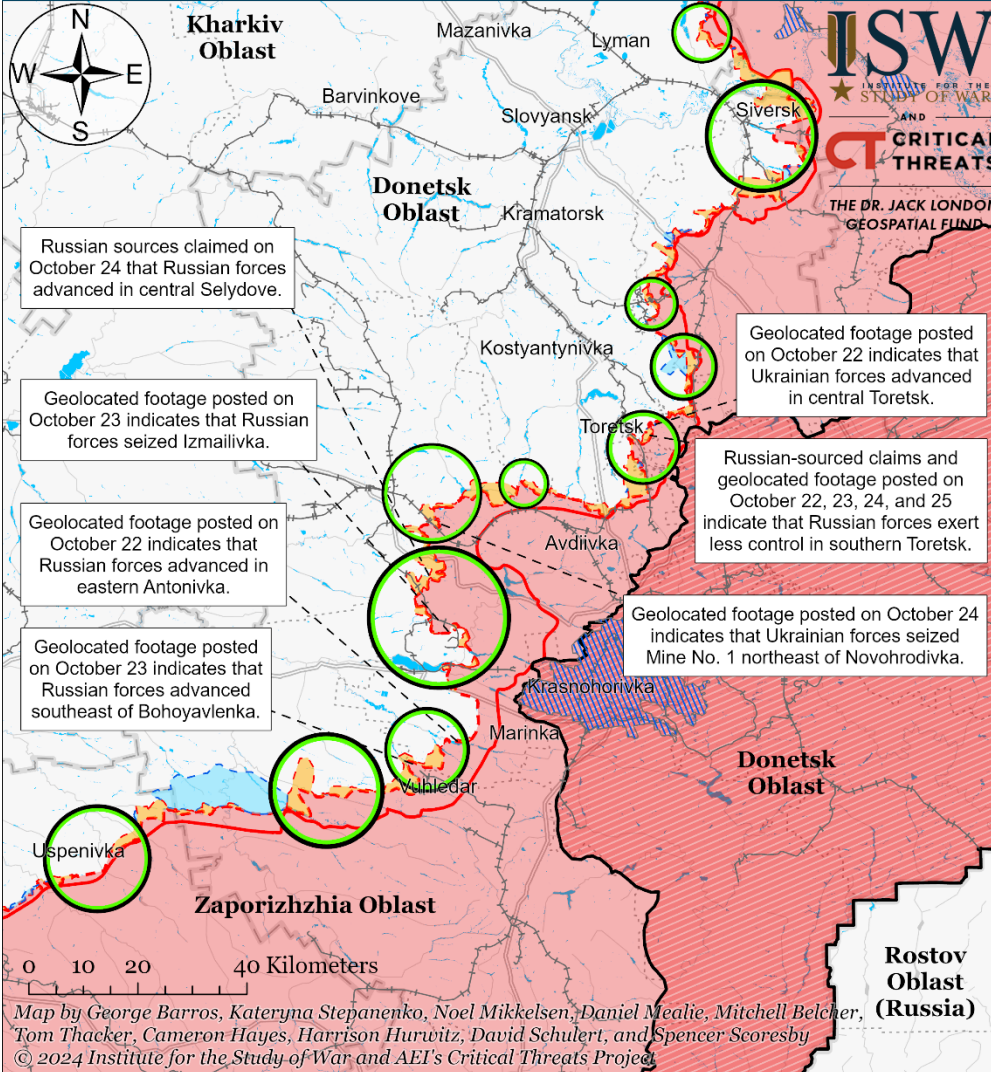 Kharkiv
Oblast
Mazanivka
Lyman
N
W
E
S
ISW
INSTITUTE FOR THE
STUDY OF WAR
AND
CT
CRITICAL
THREATS
THE DR. JACK LONDON
GEOSPATIAL FUND
Barvinkove
Slovyansk
Siversk
Donetsk
Oblast
Kramatorsk
Russian sources claimed on
October 24 that Russian forces
advanced in central Selydove.
Kostyantynivka
Geolocated footage posted
on October 22 indicates that
Ukrainian forces advanced
in central Toretsk.
Geolocated footage posted on
October 23 indicates that Russian
forces seized Izmailivka.
Toretsk
Russian-sourced claims and
geolocated footage posted on
October 22, 23, 24, and 25
indicate that Russian forces exert
less control in southern Toretsk.
Geolocated footage posted on
October 22 indicates that
Russian forces advanced in
eastern Antonivka.
Avdiivka
Geolocated footage posted on October 24
indicates that Ukrainian forces seized
Mine No. 1 northeast of Novohrodivka.
Geolocated footage posted
on October 23 indicates that
Russian forces advanced
southeast of Bohoyavlenka.
Krasnohorivka
Marinka
Donetsk
Oblast
Vuhledar
Uspenivka
Zaporizhzhia Oblast
Rostov
Oblast
(Russia)
0 10 20 40 Kilometers
Map by George Barros, Kateryna Stepanenko, Noel Mikkelsen, Daniel Mealie, Mitchell Belcher,
Tom Thacker, Cameron Hayes, Harrison Hurwitz, David Schulert, and Spencer Scoresby
© 2024 Institute for the Study of War and AEI's Critical Threats Project